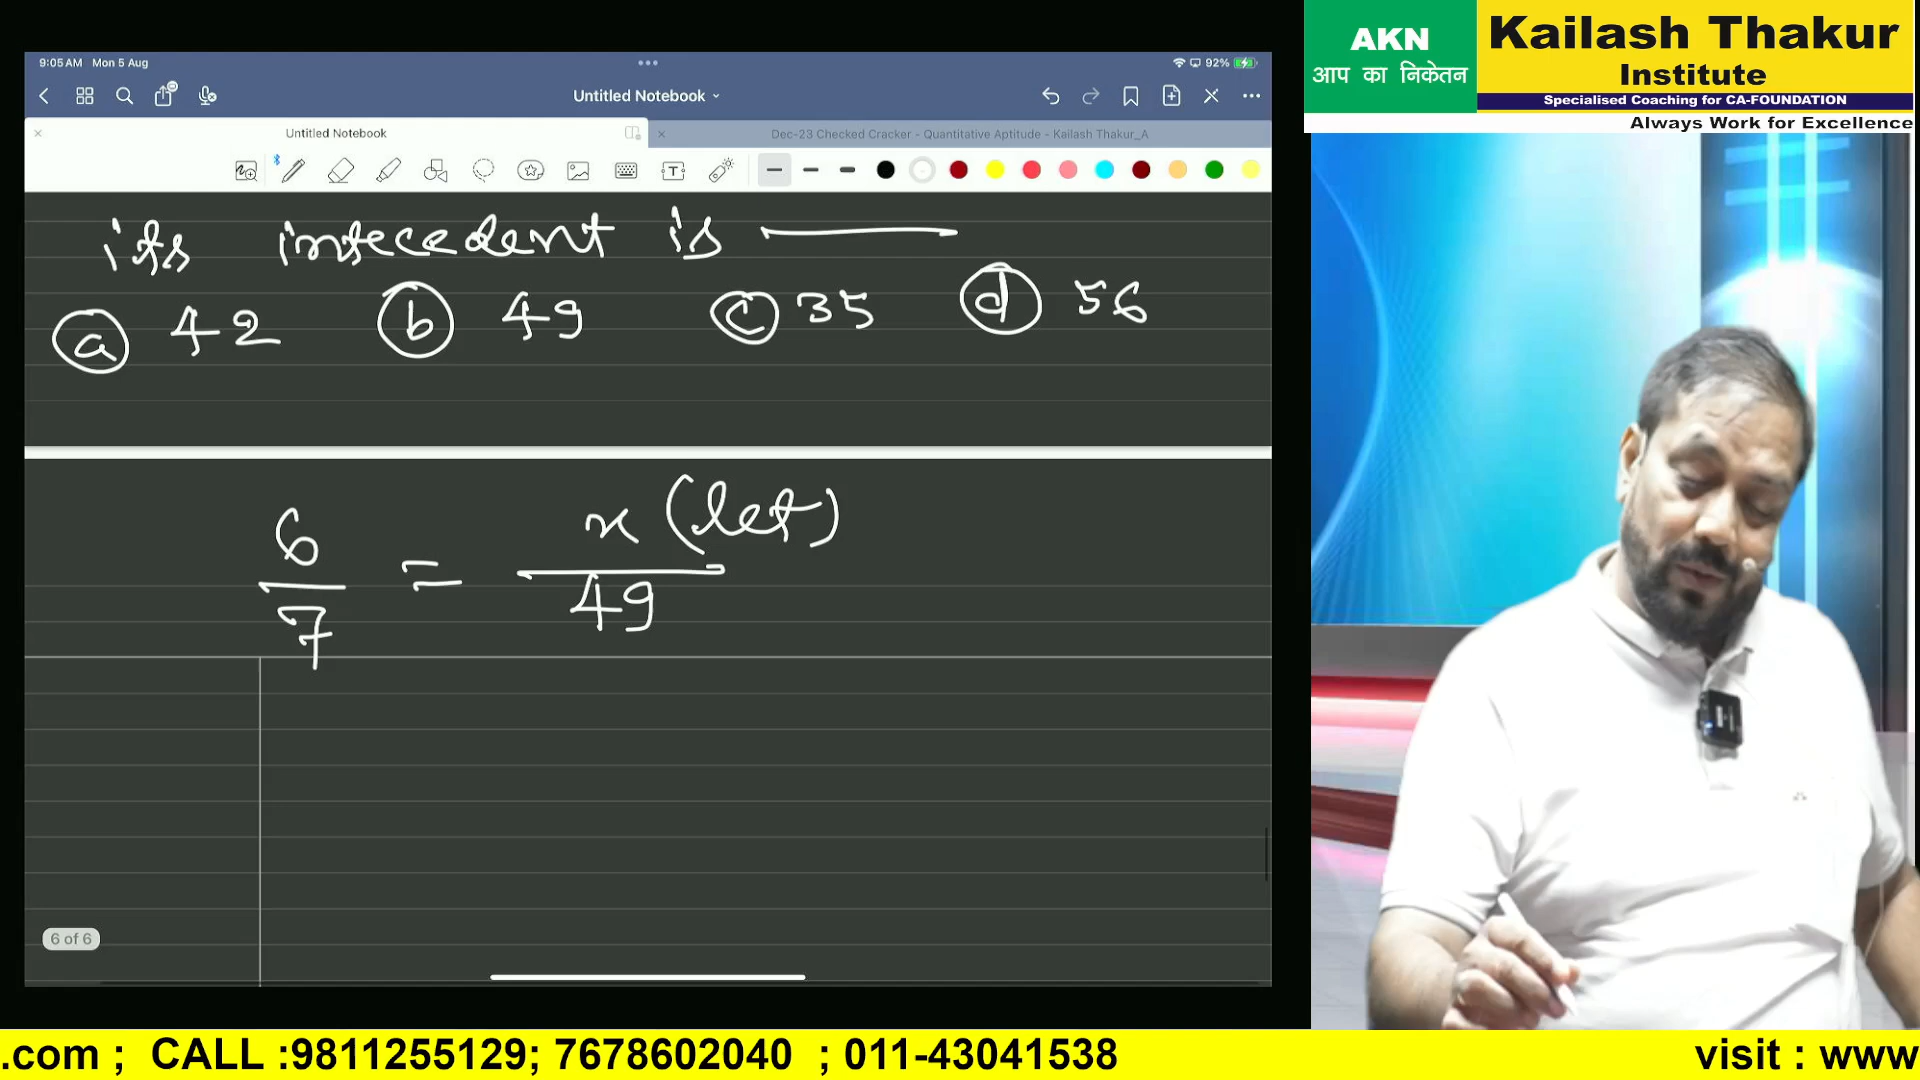 AKN
आप का निकेतन
Kailash Thakur
Institute
Specialised Coaching for CA-FOUNDATION
Always Work for Excellence
9:05 AM Mon 5 Aug
92%
Untitled Notebook
Untitled Notebook
Dec-23 Checked Cracker - Quantitative Aptitude - Kailash Thakur_A
its intecedent is
a 42 b 49 c 35 d 56
6/7 = x (let)/49
6 of 6
.com ; CALL :9811255129; 7678602040 ; 011-43041538
visit : www